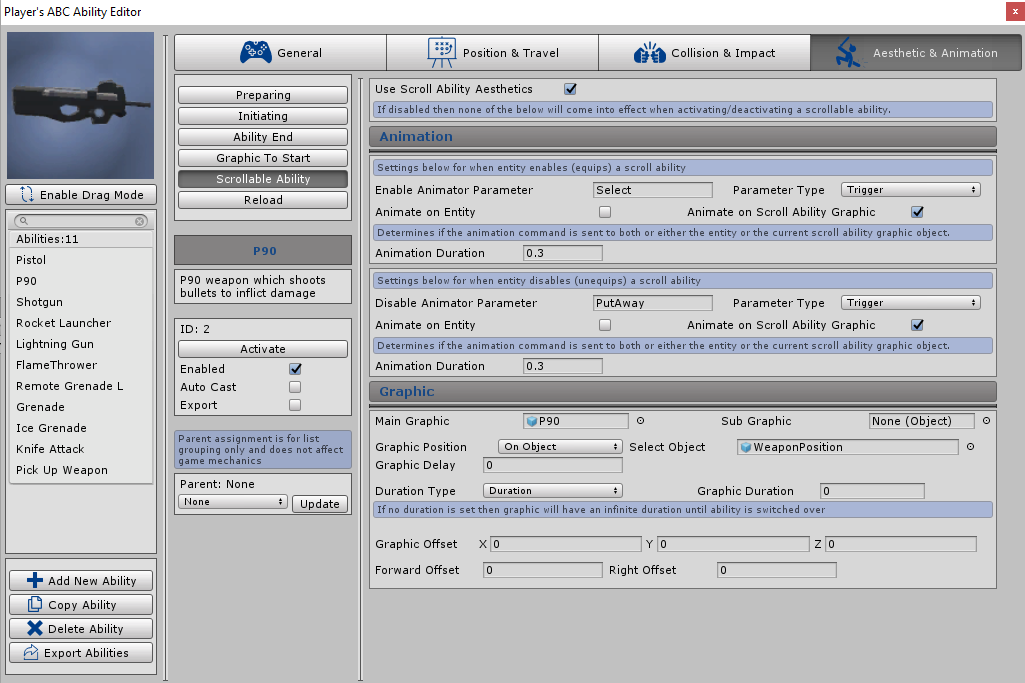 Player's ABC Ability Editor
x
General
Position & Travel
Collision & Impact
Aesthetic & Animation
Enable Drag Mode
Abilities:11
Pistol
P90
Shotgun
Rocket Launcher
Lightning Gun
FlameThrower
Remote Grenade L
Grenade
Ice Grenade
Knife Attack
Pick Up Weapon
Add New Ability
Copy Ability
Delete Ability
Export Abilities
Preparing
Initiating
Ability End
Graphic To Start
Scrollable Ability
Reload
P90
P90 weapon which shoots
bullets to inflict damage
ID: 2
Activate
Enabled
Auto Cast
Export
Parent assignment is for list
grouping only and does not affect
game mechanics
Parent: None
None Update
Use Scroll Ability Aesthetics
If disabled then none of the below will come into effect when activating/deactivating a scrollable ability.
Animation
Settings below for when entity enables (equips) a scroll ability
Enable Animator Parameter Select Parameter Type Trigger
Animate on Entity Animate on Scroll Ability Graphic
Determines if the animation command is sent to both or either the entity or the current scroll ability graphic object.
Animation Duration 0.3
Settings below for when entity disables (unequips) a scroll ability
Disable Animator Parameter PutAway Parameter Type Trigger
Animate on Entity Animate on Scroll Ability Graphic
Determines if the animation command is sent to both or either the entity or the current scroll ability graphic object.
Animation Duration 0.3
Graphic
Main Graphic P90 Sub Graphic None (Object)
Graphic Position On Object Select Object WeaponPosition
Graphic Delay 0
Duration Type Duration Graphic Duration 0
If no duration is set then graphic will have an infinite duration until ability is switched over
Graphic Offset X 0 Y 0 Z 0
Forward Offset 0 Right Offset 0